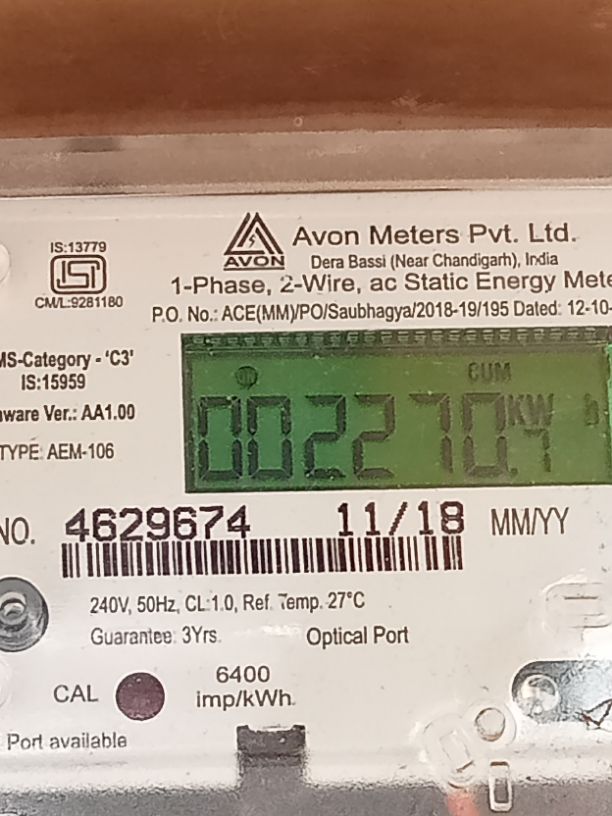 IS:13779
ISI
CM/L:9281180
AVON
Avon Meters Pvt. Ltd.
Dera Bassi (Near Chandigarh), India
1-Phase, 2-Wire, ac Static Energy Mete
P.O. No.: ACE(MM)/PO/Saubhagya/2018-19/195 Dated: 12-10-
MS-Category - 'C3'
IS:15959
ware Ver.: AA1.00
TYPE: AEM-106
CUM
002270.7 KW h
NO. 4629674 11/18 MM/YY
240V, 50Hz, CL:1.0, Ref. Temp. 27°C
Guarantee: 3Yrs. Optical Port
CAL
6400
imp/kWh
Port available